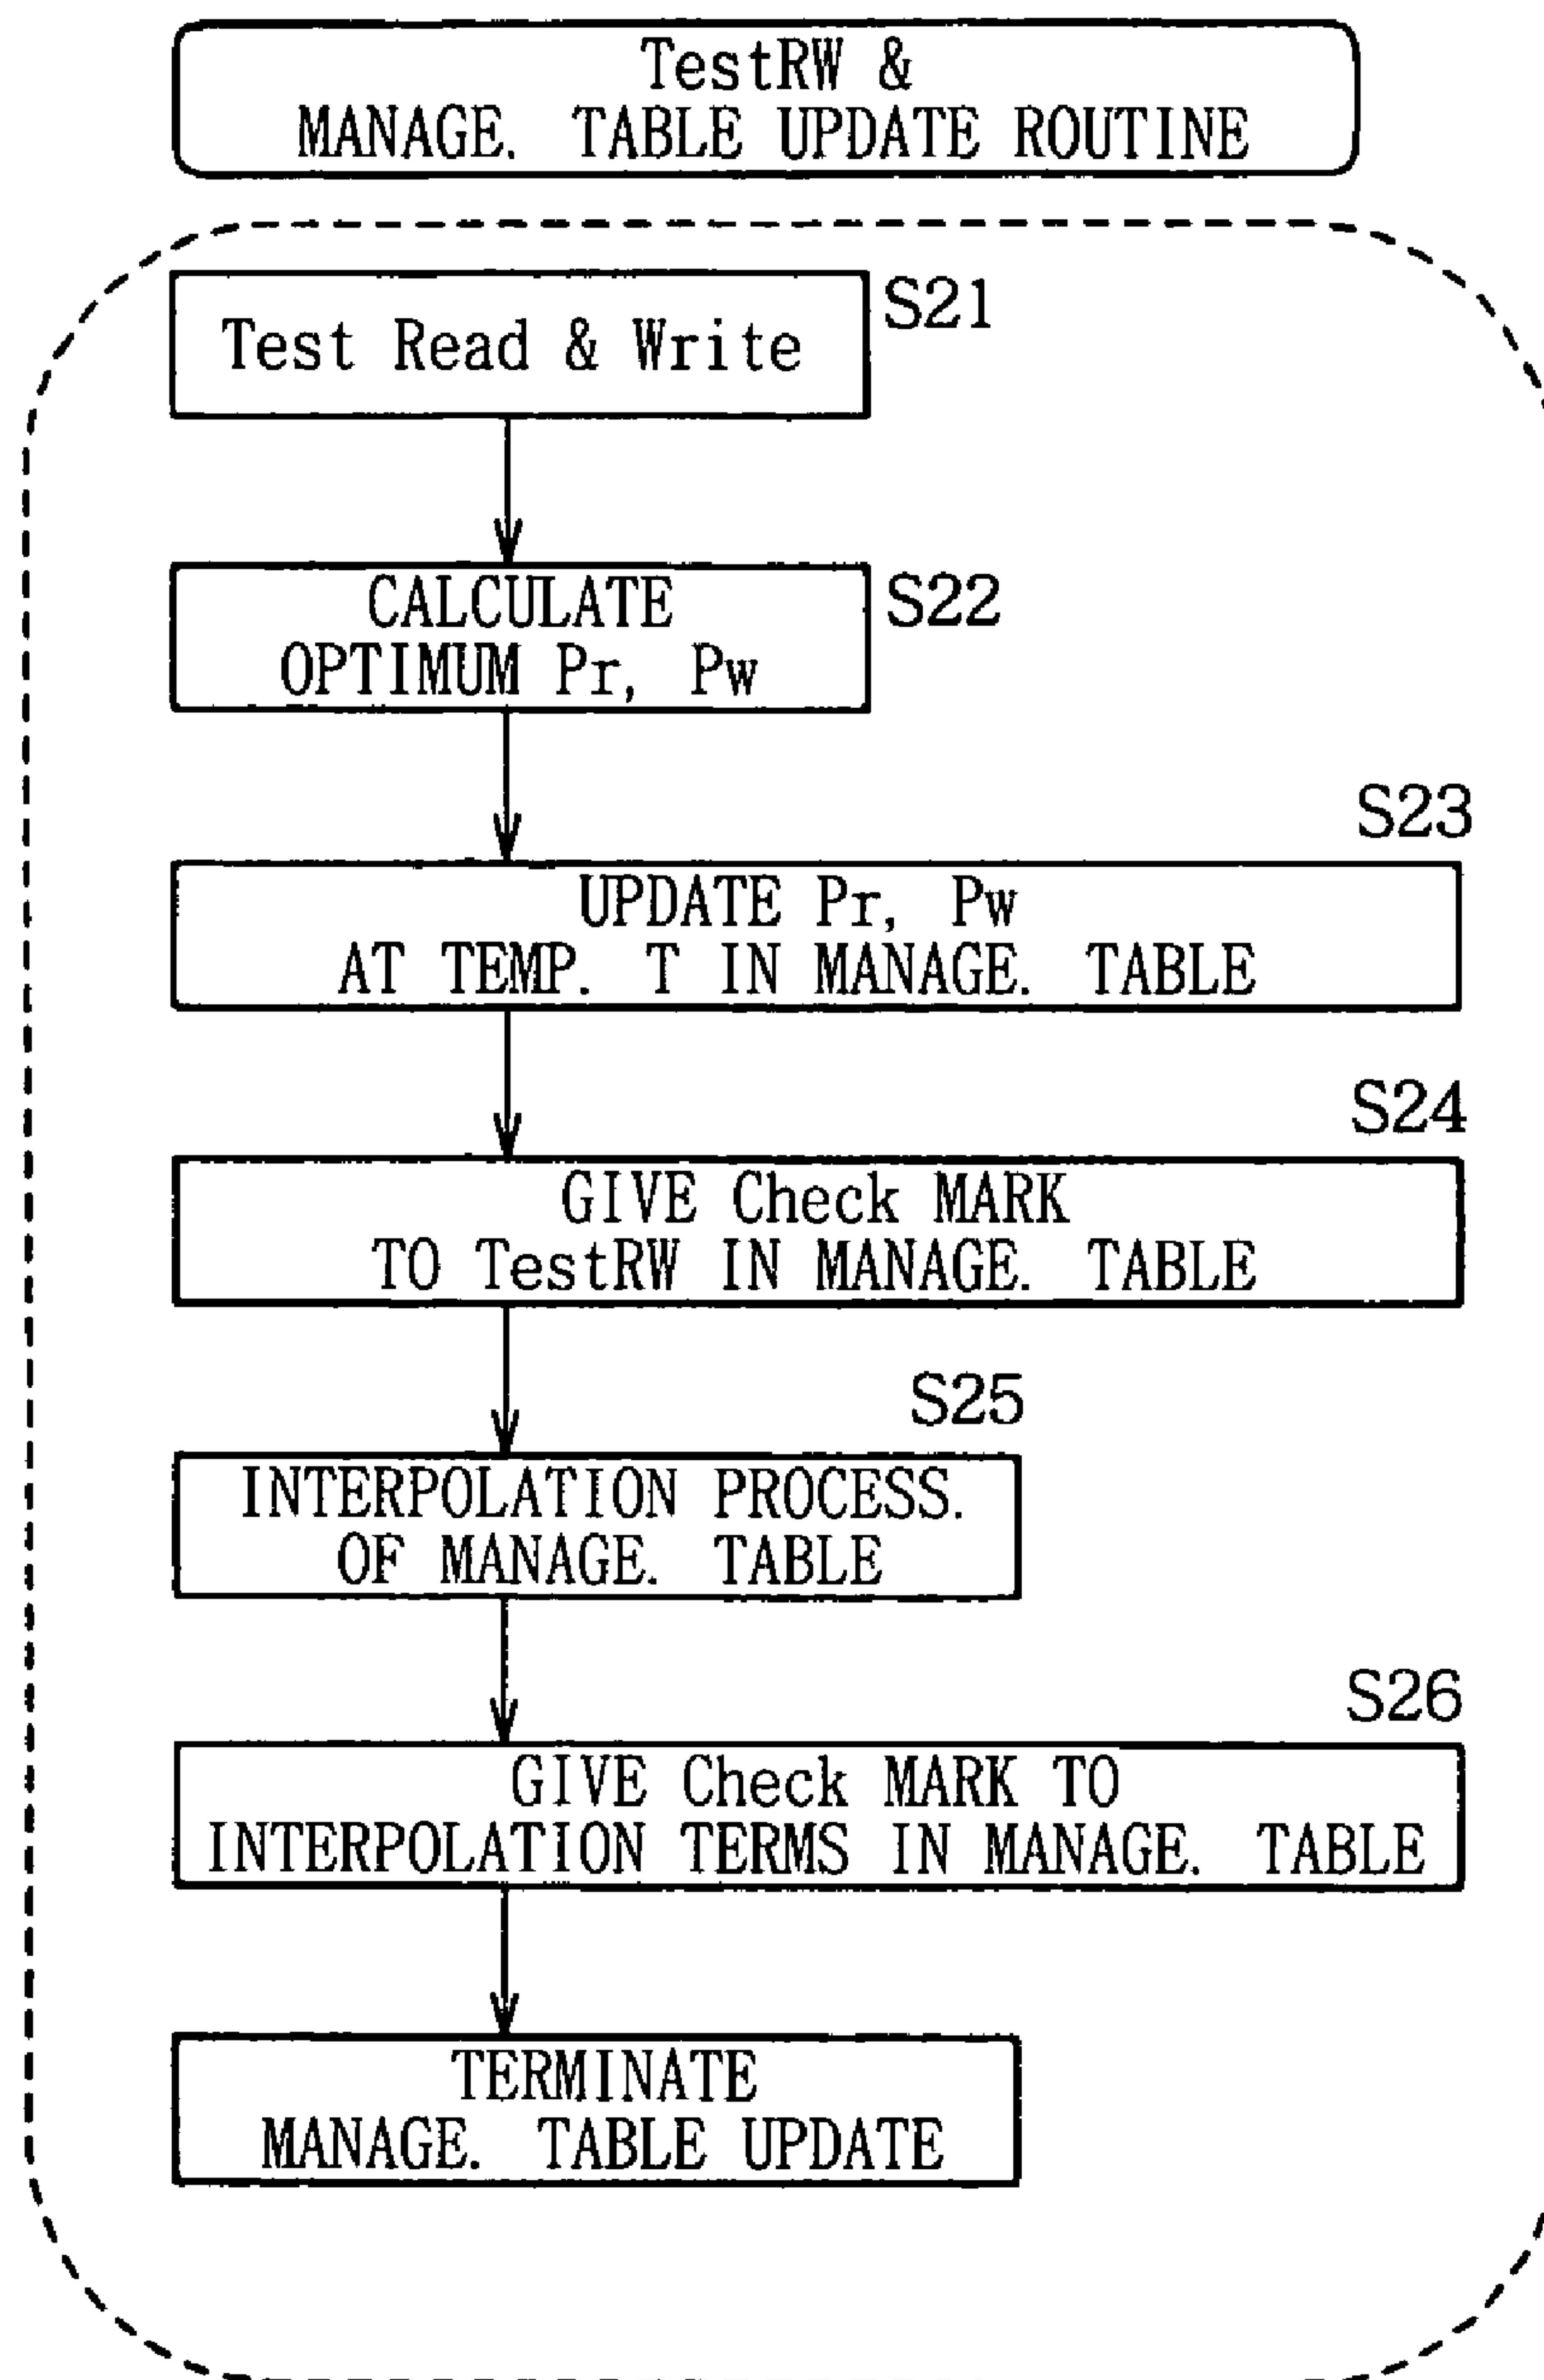 TestRW &
MANAGE. TABLE UPDATE ROUTINE
S21
Test Read & Write
S22
CALCULATE
OPTIMUM Pr, Pw
S23
UPDATE Pr, Pw
AT TEMP. T IN MANAGE. TABLE
S24
GIVE Check MARK
TO TestRW IN MANAGE. TABLE
S25
INTERPOLATION PROCESS.
OF MANAGE. TABLE
S26
GIVE Check MARK TO
INTERPOLATION TERMS IN MANAGE. TABLE
TERMINATE
MANAGE. TABLE UPDATE